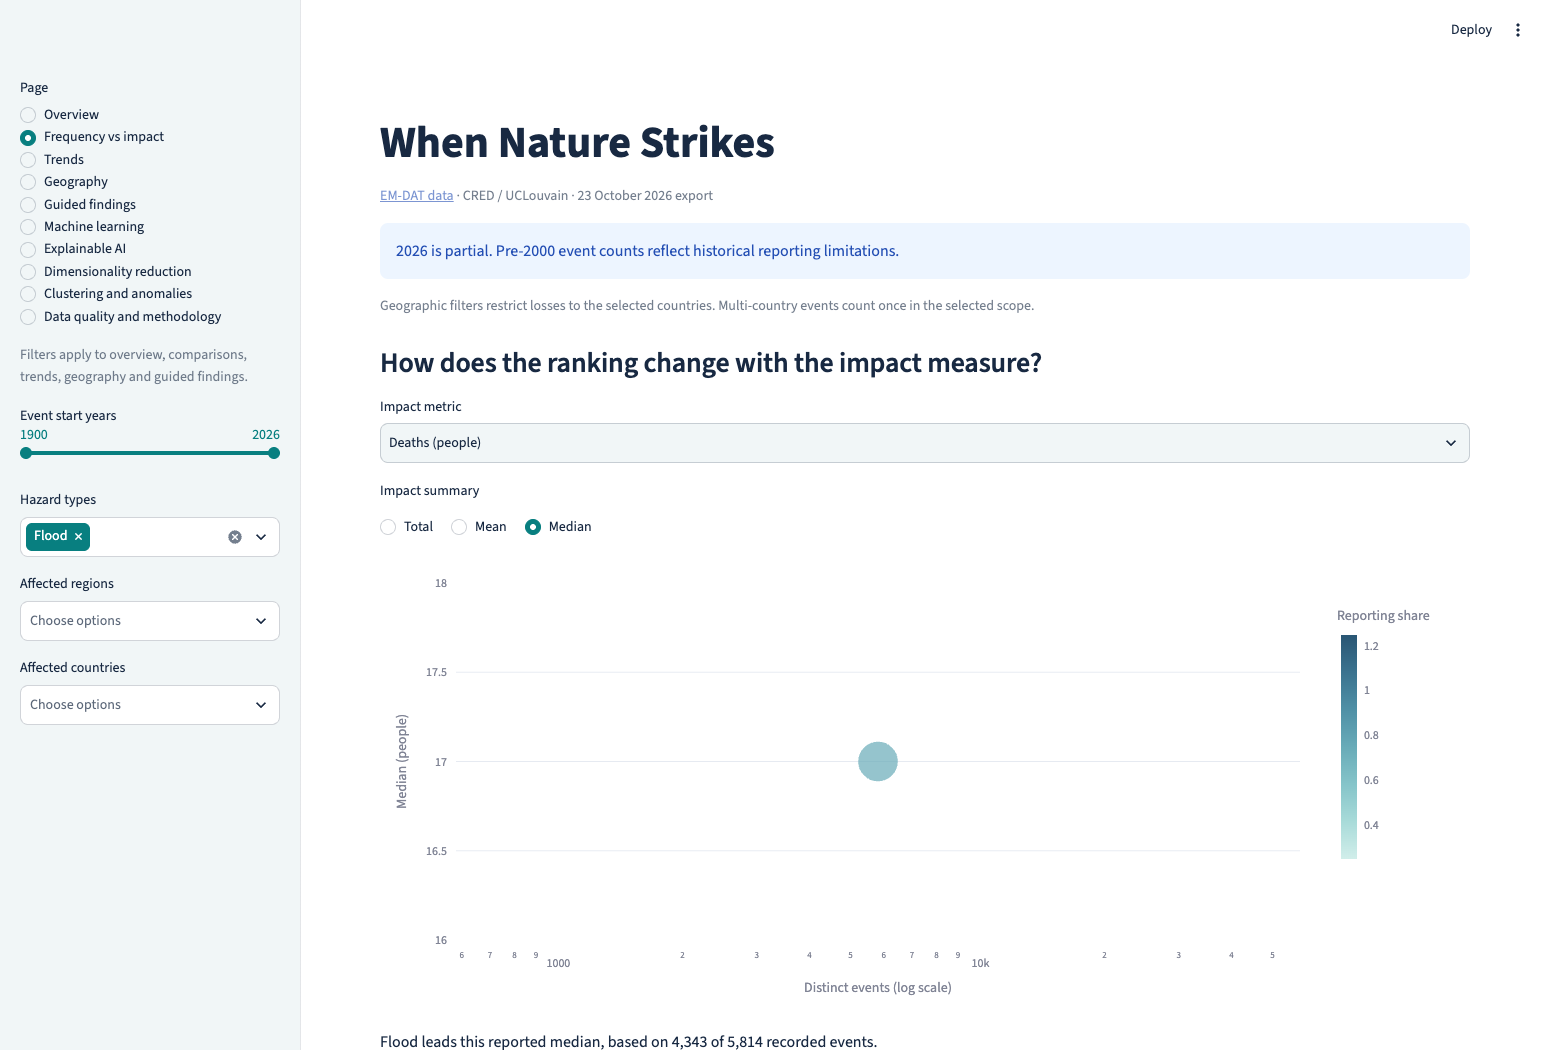 Deploy
Page
Overview
Frequency vs impact
Trends
Geography
Guided findings
Machine learning
Explainable AI
Dimensionality reduction
Clustering and anomalies
Data quality and methodology
Filters apply to overview, comparisons,
trends, geography and guided findings.
Event start years
1900 2026
Hazard types
Flood
Affected regions
Choose options
Affected countries
Choose options
When Nature Strikes
EM-DAT data · CRED / UCLouvain · 23 October 2026 export
2026 is partial. Pre-2000 event counts reflect historical reporting limitations.
Geographic filters restrict losses to the selected countries. Multi-country events count once in the selected scope.
How does the ranking change with the impact measure?
Impact metric
Deaths (people)
Impact summary
Total Mean Median
18
17.5
17
16.5
16
Median (people)
6 7 8 9 1000 2 3 4 5 6 7 8 9 10k 2 3 4 5
Distinct events (log scale)
Reporting share
1.2
1
0.8
0.6
0.4
Flood leads this reported median, based on 4,343 of 5,814 recorded events.